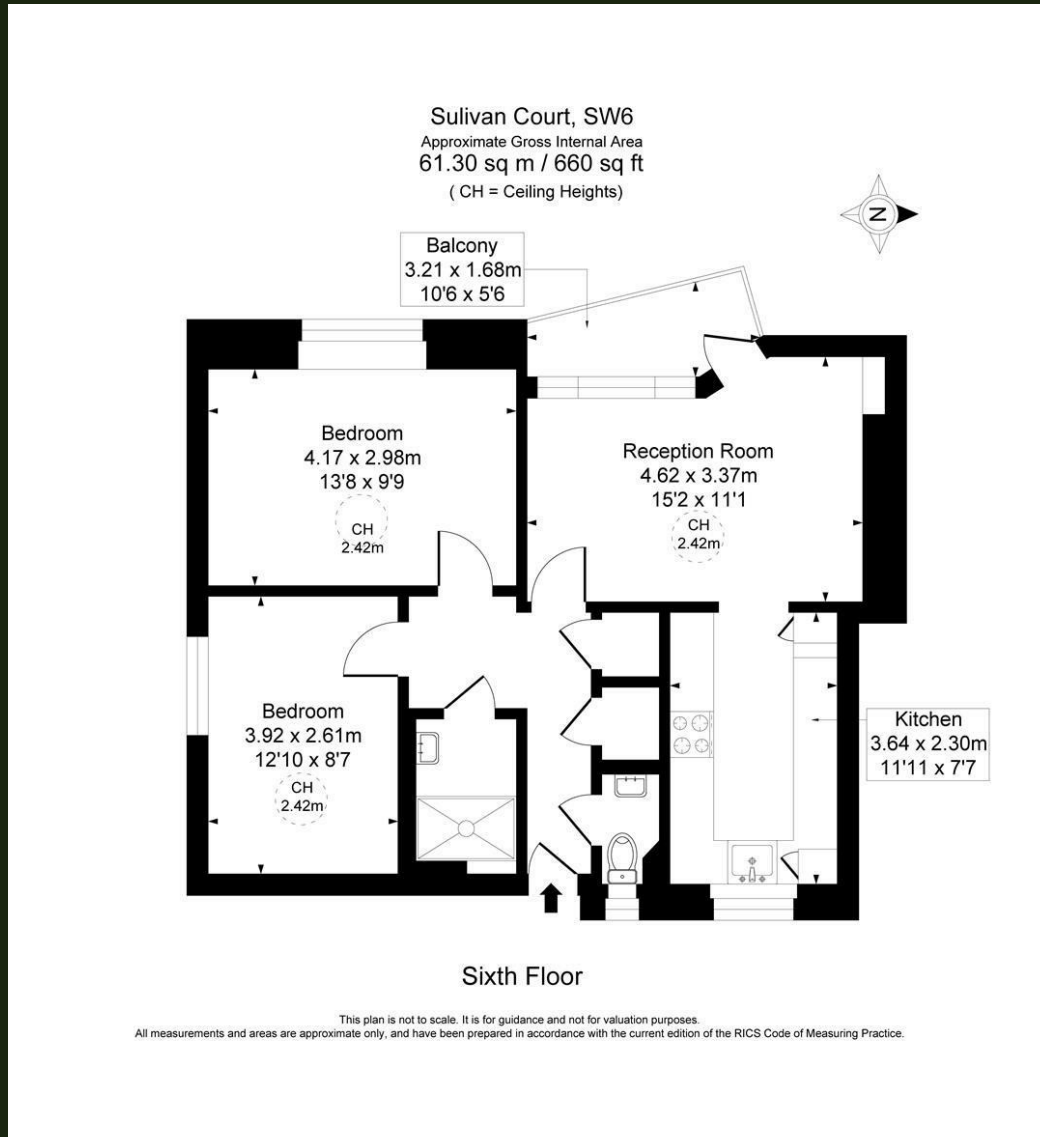 Sulivan Court, SW6
Approximate Gross Internal Area
61.30 sq m / 660 sq ft
( CH = Ceiling Heights)
N
Balcony
3.21 x 1.68m
10'6 x 5'6
Bedroom
4.17 x 2.98m
13'8 x 9'9
CH
2.42m
Reception Room
4.62 x 3.37m
15'2 x 11'1
CH
2.42m
Bedroom
3.92 x 2.61m
12'10 x 8'7
CH
2.42m
Kitchen
3.64 x 2.30m
11'11 x 7'7
Sixth Floor
This plan is not to scale. It is for guidance and not for valuation purposes.
All measurements and areas are approximate only, and have been prepared in accordance with the current edition of the RICS Code of Measuring Practice.